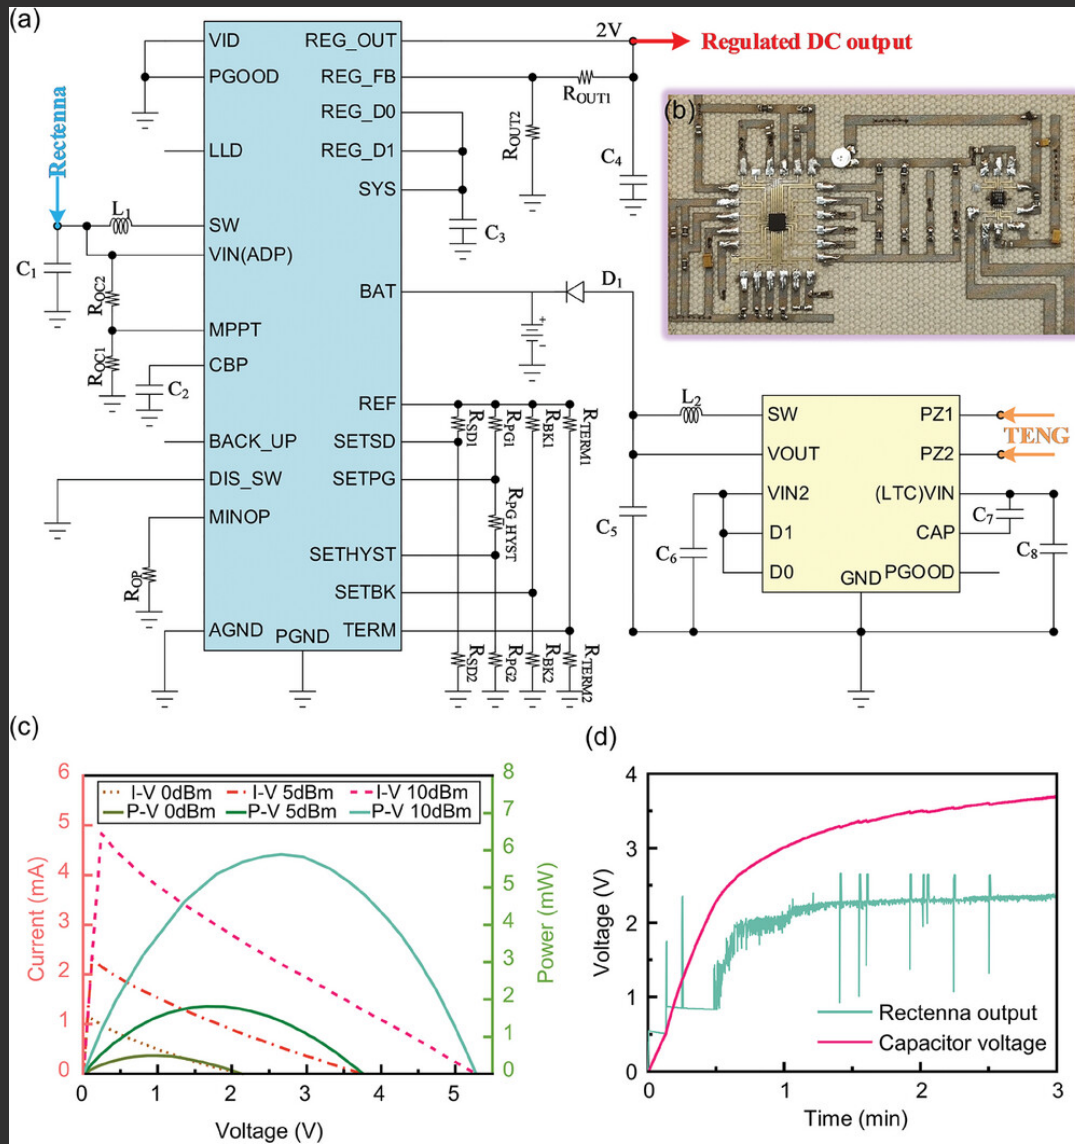 (a)
VID
PGOOD
LLD
SW
VIN(ADP)
MPPT
CBP
BACK_UP
DIS_SW
MINOP
AGND
PGND
REG_OUT
REG_FB
REG_D0
REG_D1
SYS
BAT
REF
SETSD
SETPG
SETHYST
SETBK
TERM
Rectenna
L1
C1
ROC2
ROC1
C2
ROP
2V
Regulated DC output
ROUT1
ROUT2
C4
C3
D1
+
-
RSD1
RPG1
RBK1
RTERM1
RPG HYST
RSD2
RPG2
RBK2
RTERM2
(b)
L2
C5
C6
SW
VOUT
VIN2
D1
D0
GND
PZ1
PZ2
(LTC)VIN
CAP
PGOOD
TENG
C7
C8
(c)
I-V 0dBm I-V 5dBm I-V 10dBm
P-V 0dBm P-V 5dBm P-V 10dBm
Current (mA)
6
5
4
3
2
1
0
Power (mW)
8
7
6
5
4
3
2
1
0
0 1 2 3 4 5
Voltage (V)
(d)
Voltage (V)
4
3
2
1
0
Rectenna output
Capacitor voltage
0 1 2 3
Time (min)